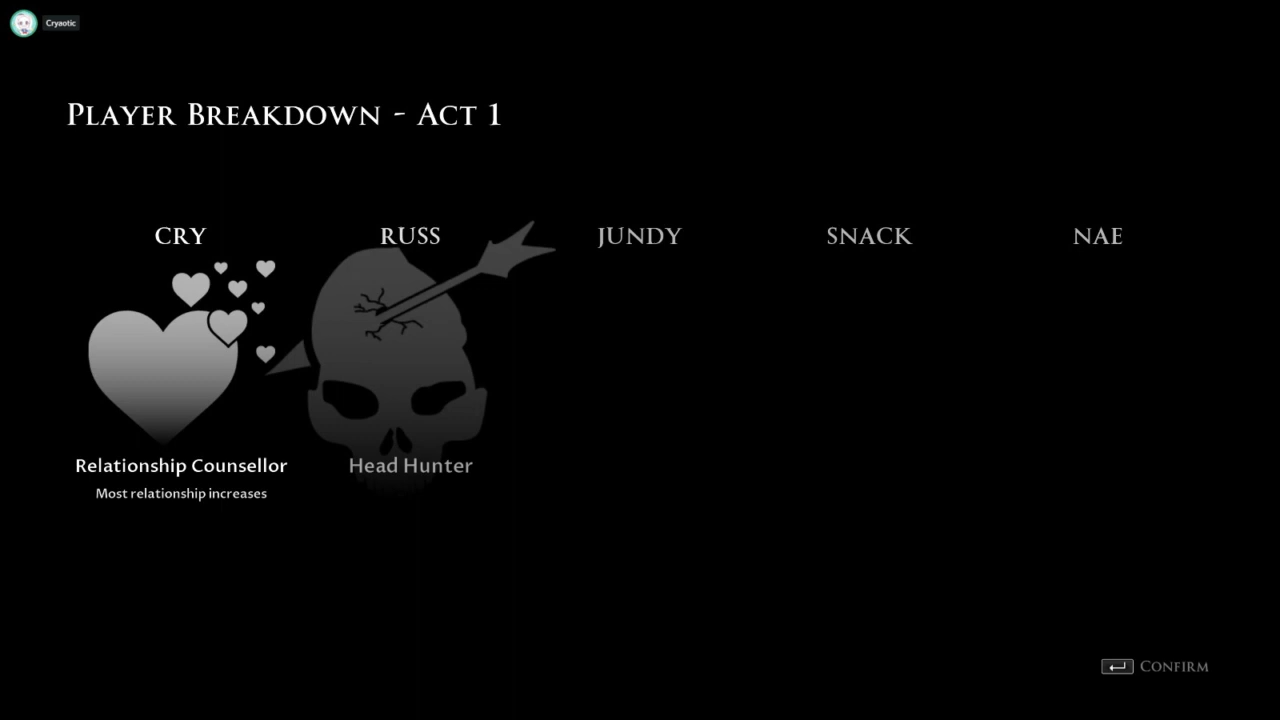 Cryaotic
PLAYER BREAKDOWN - ACT 1
CRY
RUSS
JUNDY
SNACK
NAE
Relationship Counsellor
Head Hunter
Most relationship increases
CONFIRM